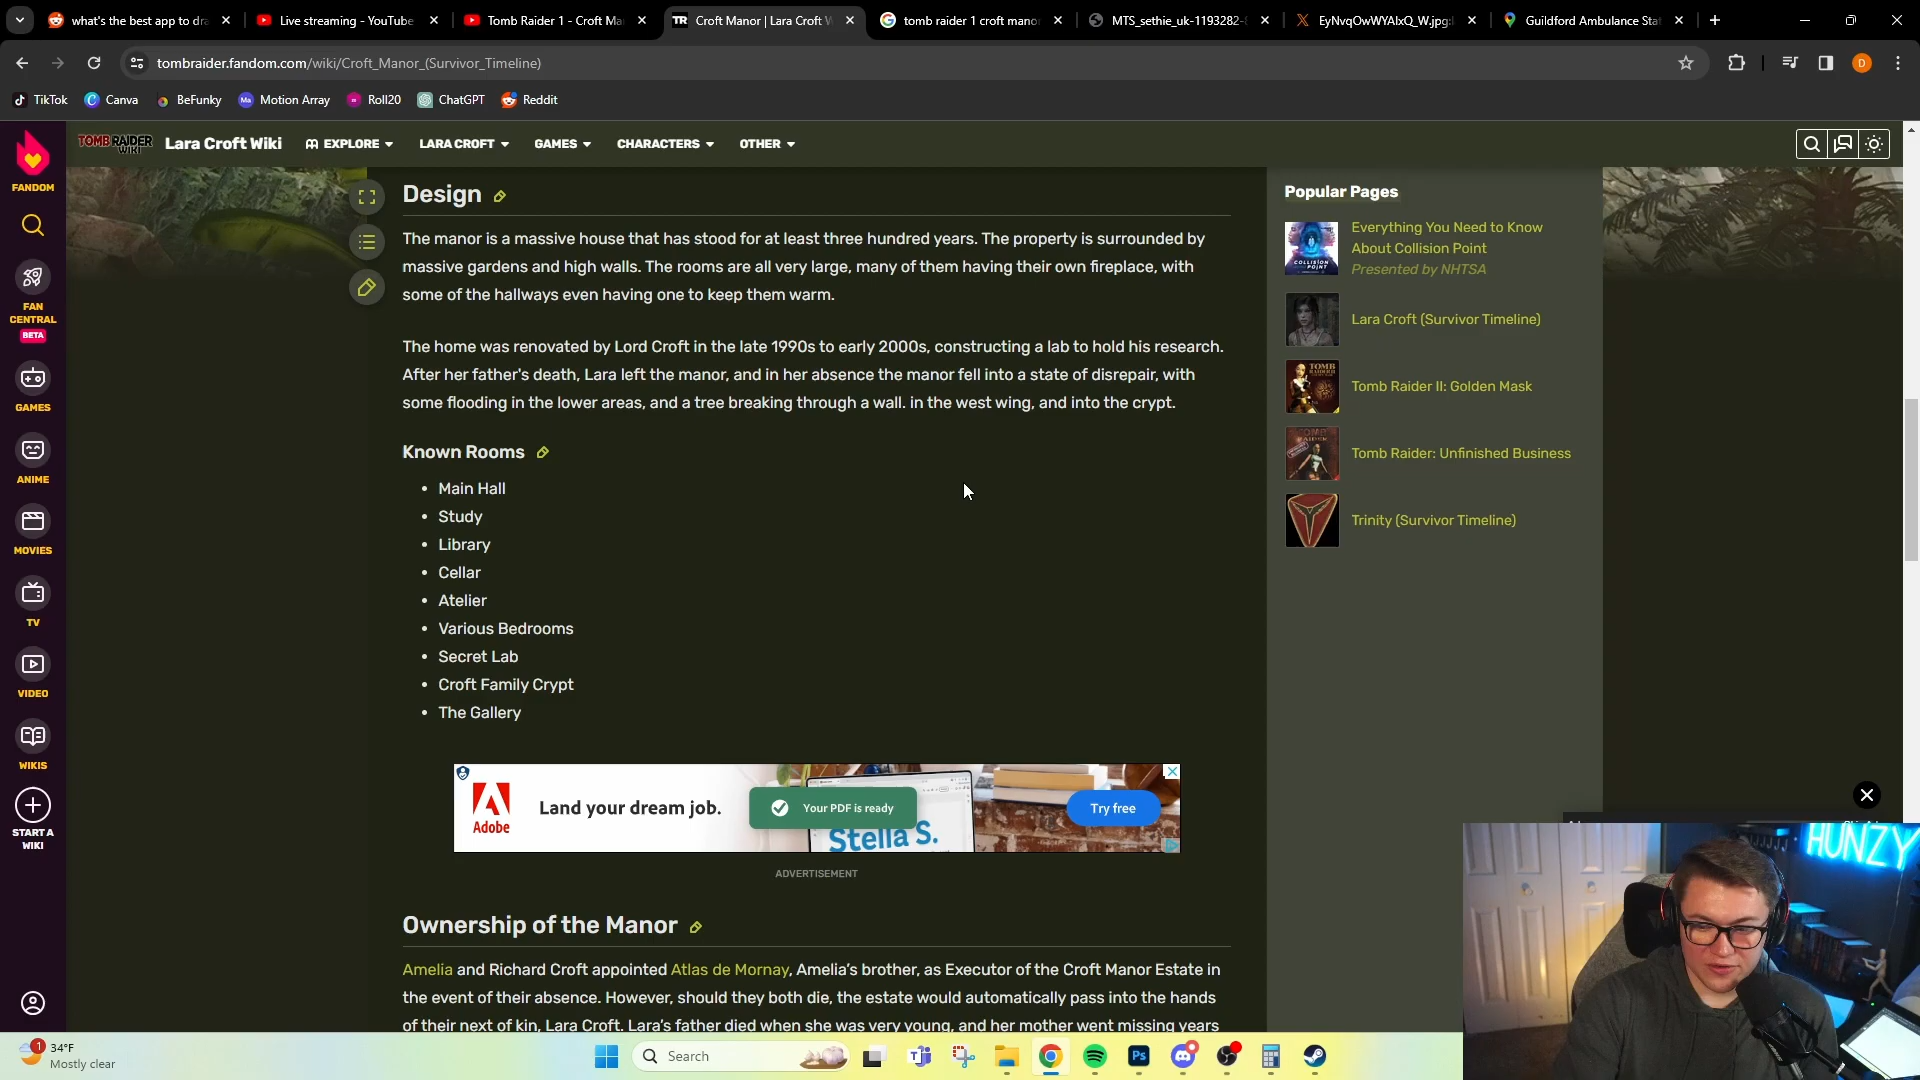 what's the best app to dr
Live streaming - YouTube
Tomb Raider 1 - Croft Ma
TR Croft Manor | Lara Croft W
tomb raider 1 croft mano
MTS_sethie_uk-1193282-
EyNvqOwWYAIxQ_W.jpg:
Guildford Ambulance Stat
tombraider.fandom.com/wiki/Croft_Manor_(Survivor_Timeline)
D
TikTok
Canva
BeFunky
Ma Motion Array
Roll20
ChatGPT
Reddit
FANDOM
FAN
CENTRAL
BETA
GAMES
ANIME
MOVIES
TV
VIDEO
WIKIS
START A
WIKI
TOMB RAIDER
WIKI
Lara Croft Wiki
EXPLORE
LARA CROFT
GAMES
CHARACTERS
OTHER
Design
The manor is a massive house that has stood for at least three hundred years. The property is surrounded by
massive gardens and high walls. The rooms are all very large, many of them having their own fireplace, with
some of the hallways even having one to keep them warm.
The home was renovated by Lord Croft in the late 1990s to early 2000s, constructing a lab to hold his research.
After her father's death, Lara left the manor, and in her absence the manor fell into a state of disrepair, with
some flooding in the lower areas, and a tree breaking through a wall. in the west wing, and into the crypt.
Known Rooms
• Main Hall
• Study
• Library
• Cellar
• Atelier
• Various Bedrooms
• Secret Lab
• Croft Family Crypt
• The Gallery
Adobe
Land your dream job.
Your PDF is ready
Stella S.
Try free
ADVERTISEMENT
Ownership of the Manor
Amelia and Richard Croft appointed Atlas de Mornay, Amelia’s brother, as Executor of the Croft Manor Estate in
the event of their absence. However, should they both die, the estate would automatically pass into the hands
of their next of kin, Lara Croft. Lara’s father died when she was very young, and her mother went missing years
Popular Pages
Everything You Need to Know
About Collision Point
Presented by NHTSA
Lara Croft (Survivor Timeline)
Tomb Raider II: Golden Mask
Tomb Raider: Unfinished Business
Trinity (Survivor Timeline)
HUNZY
1
34°F
Mostly clear
Search
Ps